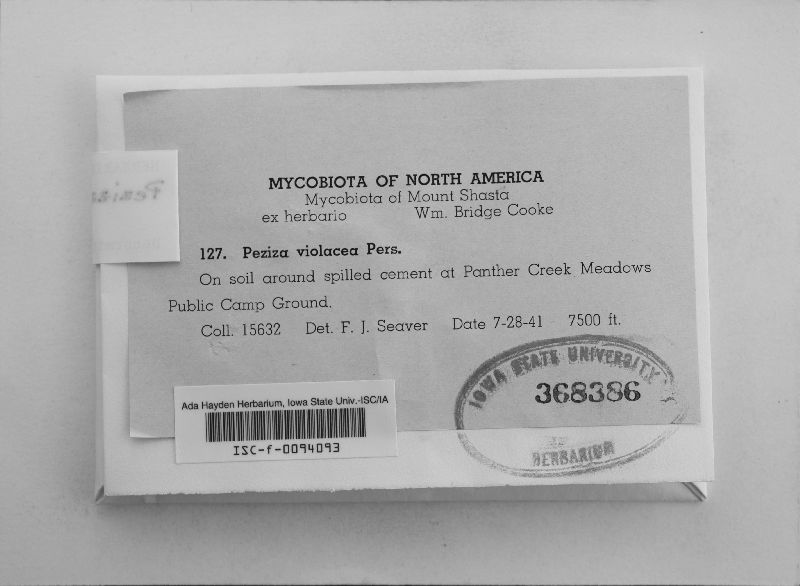 MYCOBIOTA OF NORTH AMERICA
Mycobiota of Mount Shasta
ex herbario Wm. Bridge Cooke
127. Peziza violacea Pers.
On soil around spilled cement at Panther Creek Meadows
Public Camp Ground.
Coll. 15632 Det. F. J. Seaver Date 7-28-41 7500 ft.
IOWA STATE UNIVERSITY
368386
HERBARIUM
Ada Hayden Herbarium, Iowa State Univ.-ISC/IA
ISC-f-0094093